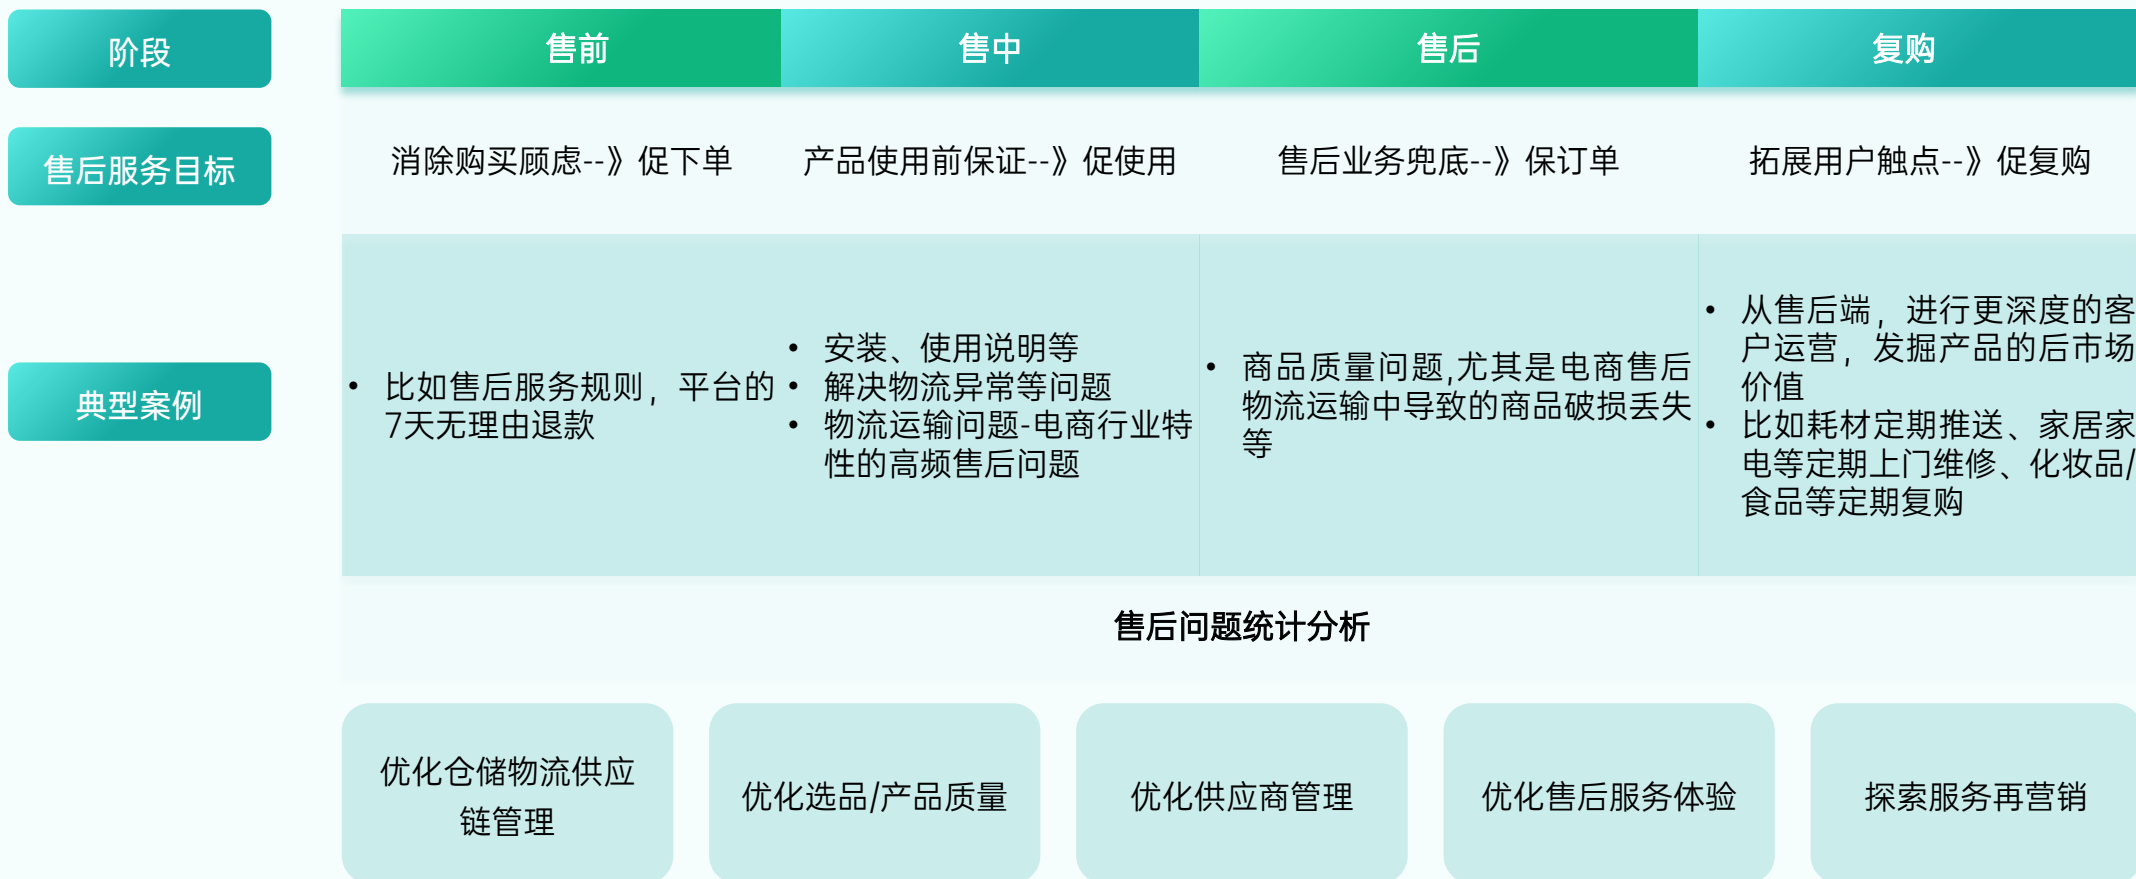 阶段
售前
售中
售后
复购
售后服务目标
消除购买顾虑--》促下单
产品使用前保证--》促使用
售后业务兜底--》保订单
拓展用户触点--》促复购
典型案例
• 比如售后服务规则，平台的
7天无理由退款
• 安装、使用说明等
• 解决物流异常等问题
• 物流运输问题-电商行业特
性的高频售后问题
• 商品质量问题,尤其是电商售后
物流运输中导致的商品破损丢失
等
• 从售后端，进行更深度的客
户运营，发掘产品的后市场
价值
• 比如耗材定期推送、家居家
电等定期上门维修、化妆品/
食品等定期复购
售后问题统计分析
优化仓储物流供应
链管理
优化选品/产品质量
优化供应商管理
优化售后服务体验
探索服务再营销